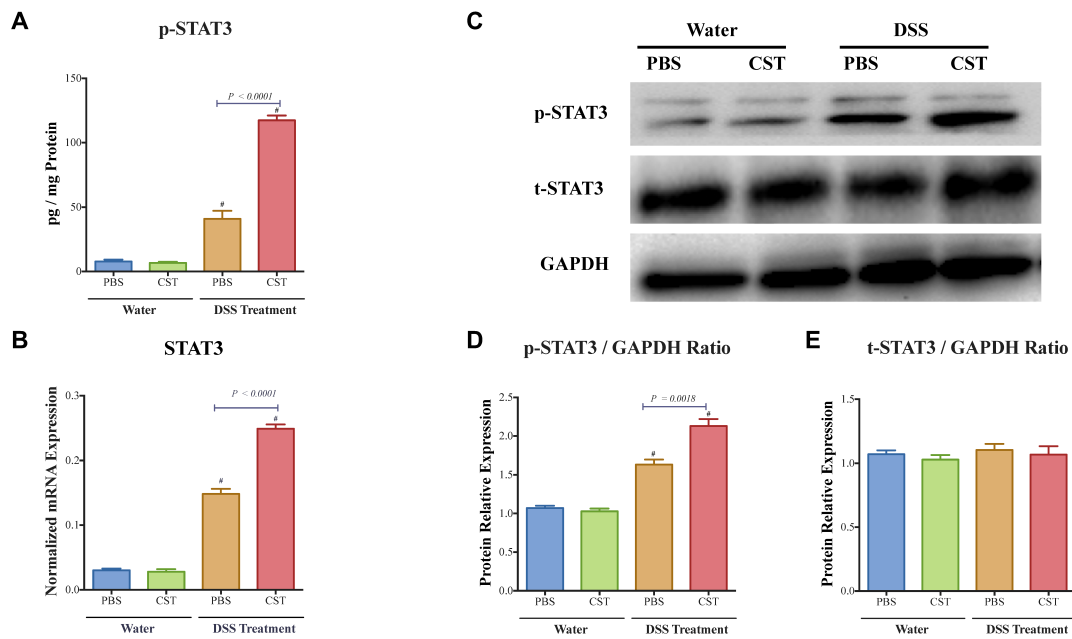 A
p-STAT3
pg / mg Protein
150
100
50
0
P < 0.0001
#
#
PBS CST PBS CST
Water DSS Treatment
C
Water DSS
PBS CST PBS CST
p-STAT3
t-STAT3
GAPDH
B
STAT3
Normalized mRNA Expression
0.3
0.2
0.1
0.0
P < 0.0001
#
#
PBS CST PBS CST
Water DSS Treatment
D
p-STAT3 / GAPDH Ratio
Protein Relative Expression
2.5
2.0
1.5
1.0
0.5
0.0
P = 0.0018
#
#
PBS CST PBS CST
Water DSS Treatment
E
t-STAT3 / GAPDH Ratio
Protein Relative Expression
1.5
1.0
0.5
0.0
PBS CST PBS CST
Water DSS Treatment